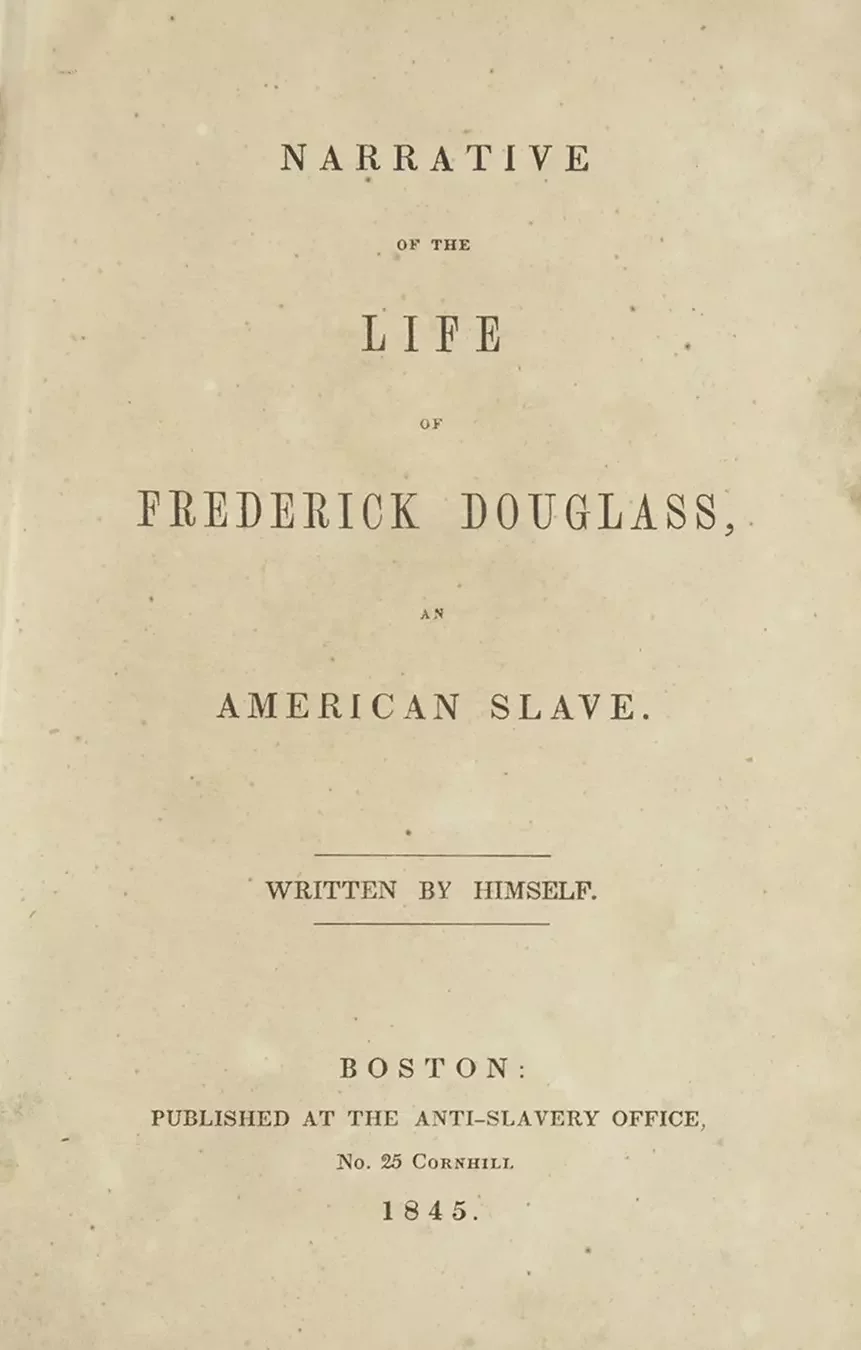 NARRATIVE
OF THE
LIFE
OF
FREDERICK DOUGLASS,
AN
AMERICAN SLAVE.
WRITTEN BY HIMSELF.
BOSTON:
PUBLISHED AT THE ANTI-SLAVERY OFFICE,
No. 25 CORNHILL
1845.